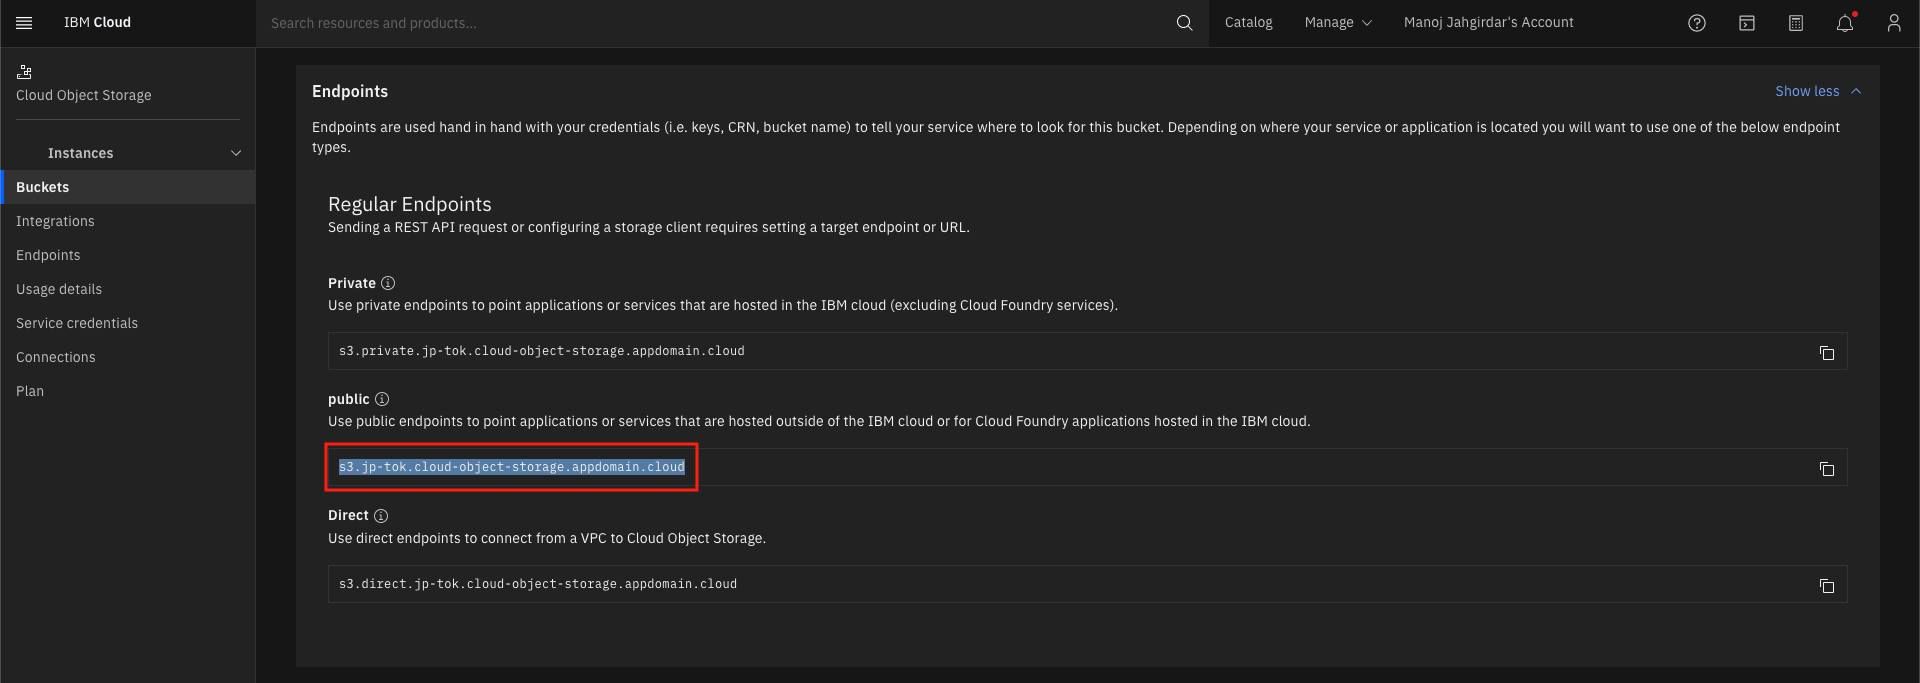 IBM Cloud
Search resources and products...
Catalog
Manage
Manoj Jahgirdar's Account
Cloud Object Storage
Instances
Buckets
Integrations
Endpoints
Usage details
Service credentials
Connections
Plan
Endpoints
Show less
Endpoints are used hand in hand with your credentials (i.e. keys, CRN, bucket name) to tell your service where to look for this bucket. Depending on where your service or application is located you will want to use one of the below endpoint
types.
Regular Endpoints
Sending a REST API request or configuring a storage client requires setting a target endpoint or URL.
Private
Use private endpoints to point applications or services that are hosted in the IBM cloud (excluding Cloud Foundry services).
s3.private.jp-tok.cloud-object-storage.appdomain.cloud
public
Use public endpoints to point applications or services that are hosted outside of the IBM cloud or for Cloud Foundry applications hosted in the IBM cloud.
s3.jp-tok.cloud-object-storage.appdomain.cloud
Direct
Use direct endpoints to connect from a VPC to Cloud Object Storage.
s3.direct.jp-tok.cloud-object-storage.appdomain.cloud